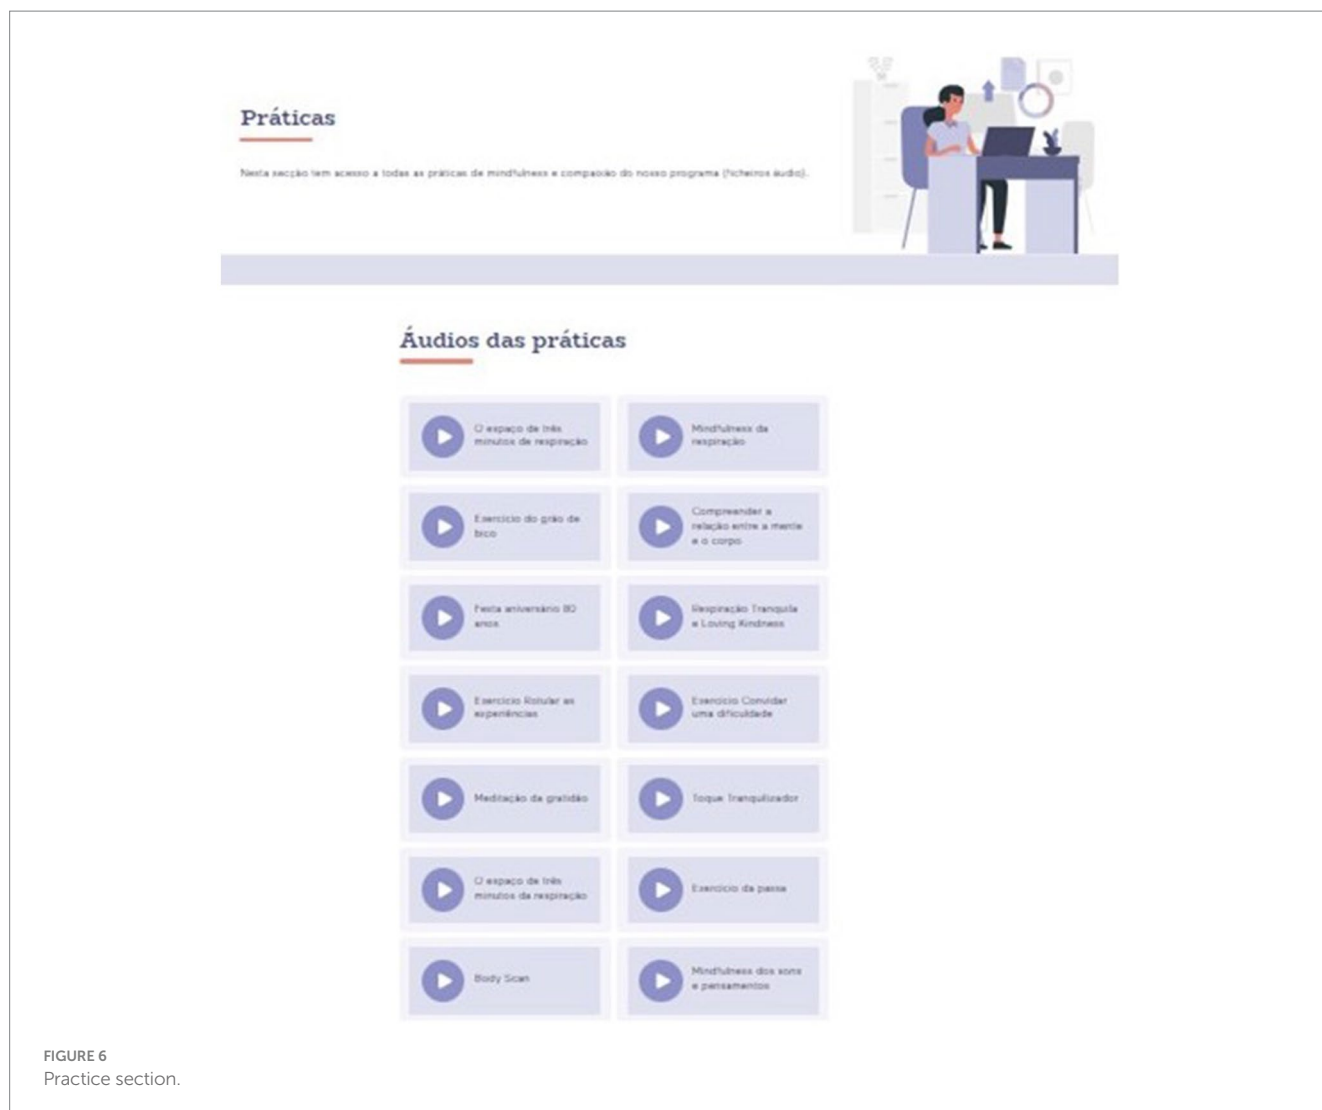 Práticas
Nesta secção tem acesso a todas as práticas de mindfulness e compaixão do nosso programa (ficheiros áudio).
Áudios das práticas
O espaço de três
minutos de respiração
Mindfulness da
respiração
Exercício do grão de
bico
Compreender a
relação entre a mente
e o corpo
Festa aniversário 80
anos
Respiração Tranquila
e Loving Kindness
Exercício Rotular as
experiências
Exercício Convidar
uma dificuldade
Meditação da gratidão
Toque Tranquilizador
O espaço de três
minutos da respiração
Exercício da passa
Body Scan
Mindfulness dos sons
e pensamentos
FIGURE 6
Practice section.